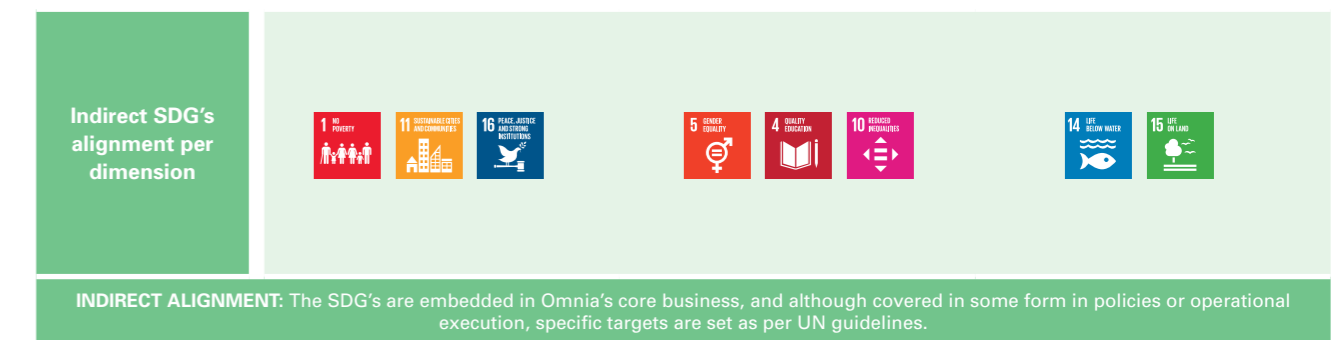 Indirect SDG's
alignment per
dimension
1 NO
POVERTY
11 SUSTAINABLE CITIES
AND COMMUNITIES
16 PEACE, JUSTICE
AND STRONG
INSTITUTIONS
5 GENDER
EQUALITY
4 QUALITY
EDUCATION
10 REDUCED
INEQUALITIES
14 LIFE
BELOW WATER
15 LIFE
ON LAND
INDIRECT ALIGNMENT: The SDG's are embedded in Omnia's core business, and although covered in some form in policies or operational
execution, specific targets are set as per UN guidelines.